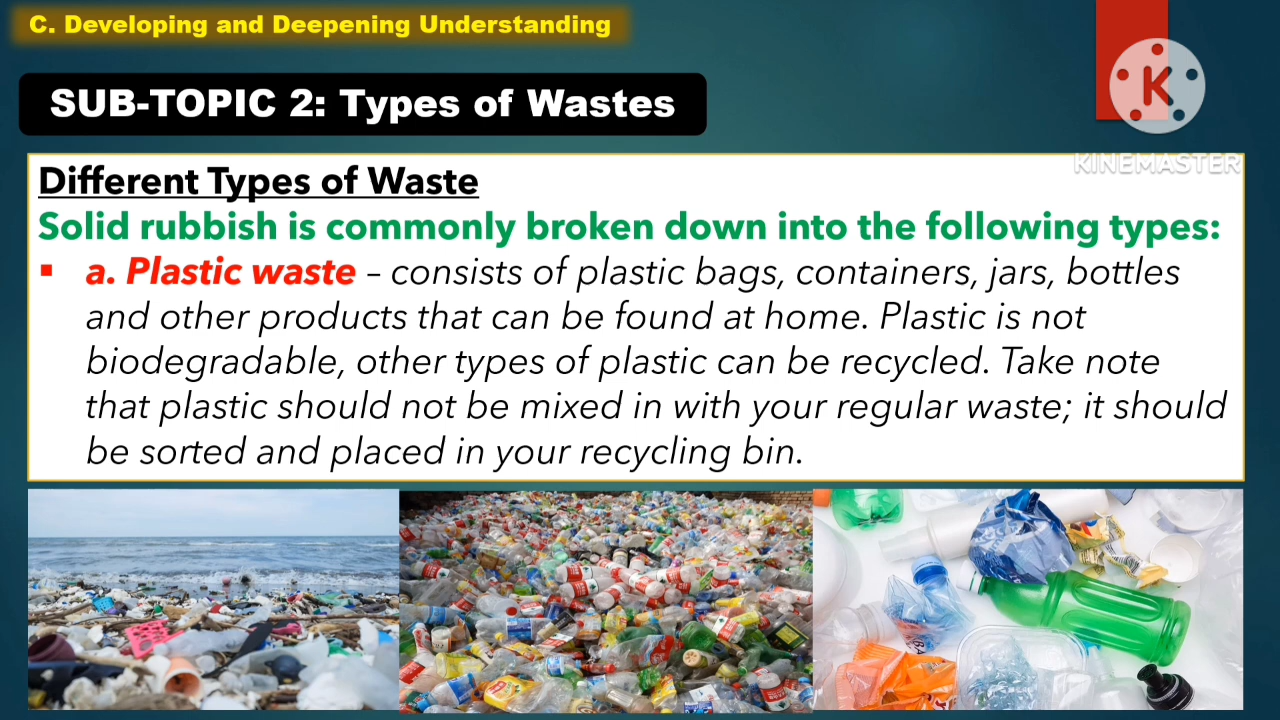 C. Developing and Deepening Understanding
SUB-TOPIC 2: Types of Wastes
K
KINEMASTER
Different Types of Waste
Solid rubbish is commonly broken down into the following types:
▪ a. Plastic waste – consists of plastic bags, containers, jars, bottles
and other products that can be found at home. Plastic is not
biodegradable, other types of plastic can be recycled. Take note
that plastic should not be mixed in with your regular waste; it should
be sorted and placed in your recycling bin.